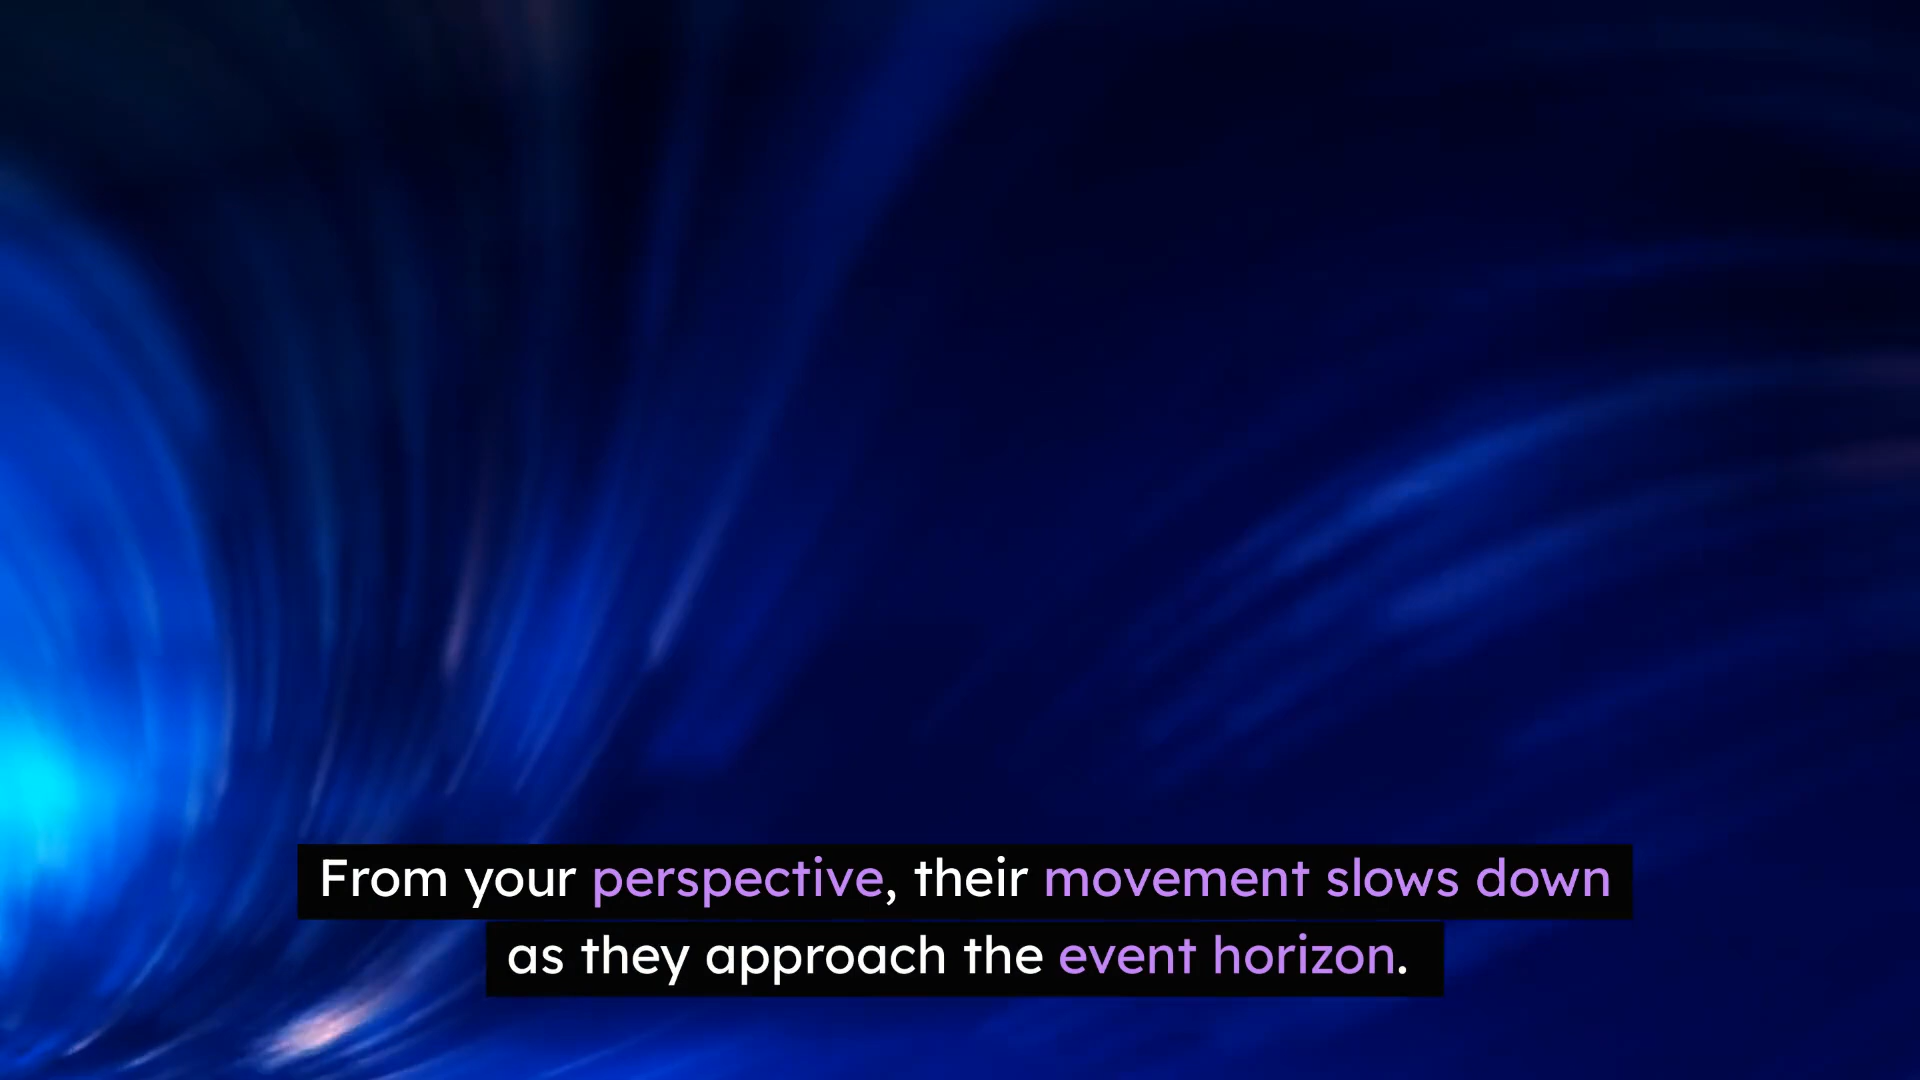 From your perspective, their movement slows down
as they approach the event horizon.